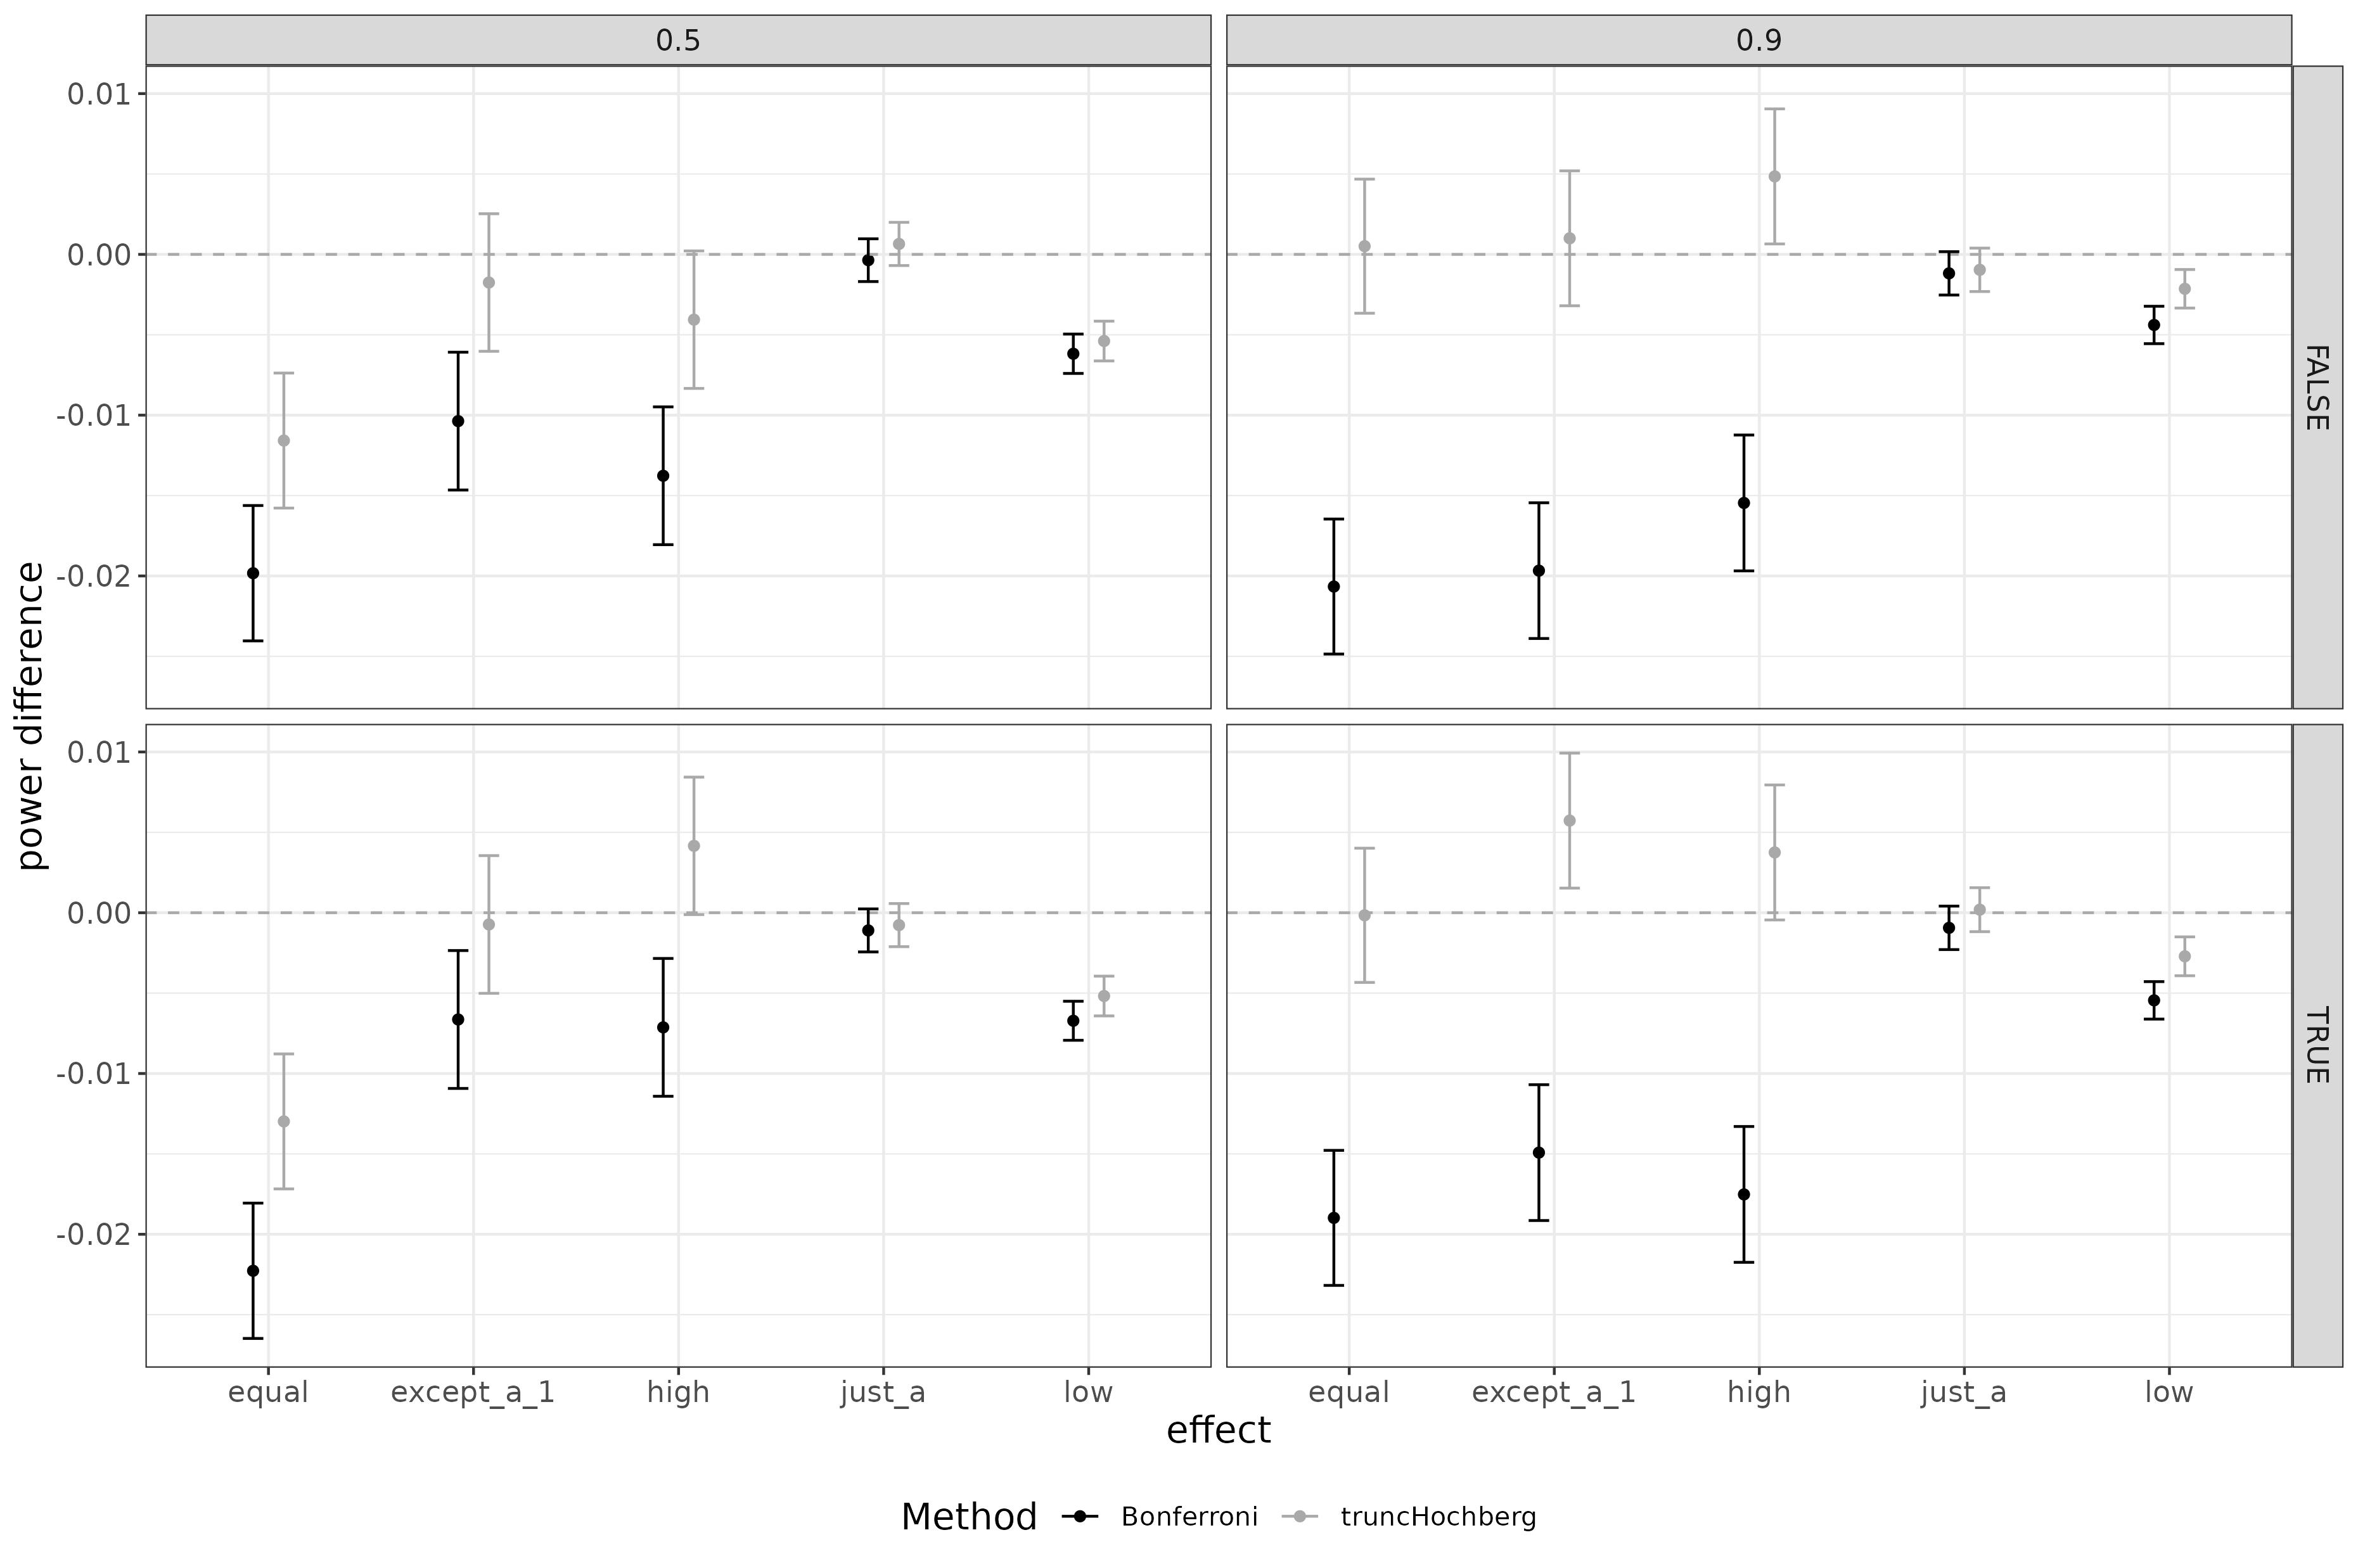 0.5
0.9
0.01
0.00
-0.01
-0.02
FALSE
0.01
0.00
-0.01
-0.02
TRUE
power difference
equal except_a_1 high just_a low
equal except_a_1 high just_a low
effect
Method Bonferroni truncHochberg